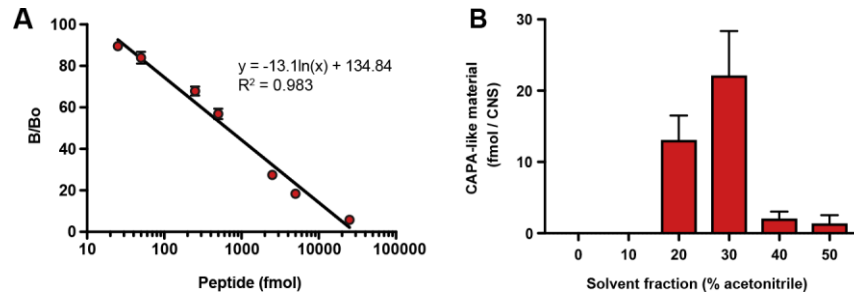 A
100
80
60
40
20
0
B/Bo
y = -13.1ln(x) + 134.84
R² = 0.983
10 100 1000 10000 100000
Peptide (fmol)
B
30
20
10
0
CAPA-like material
(fmol / CNS)
0 10 20 30 40 50
Solvent fraction (% acetonitrile)